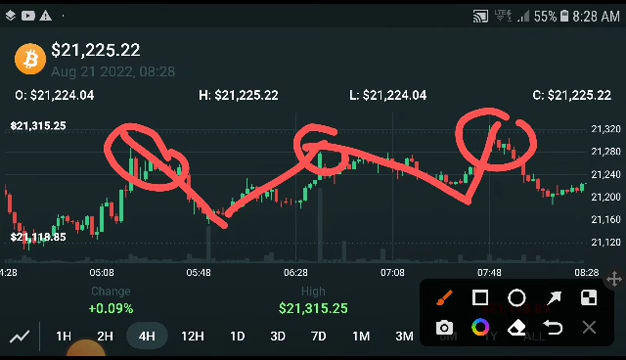 LTE 55% 8:28 AM
$21,225.22
Aug 21 2022, 08:28
O: $21,224.04 H: $21,225.22 L: $21,224.04 C: $21,225.22
฿21,315.25
21,320
21,280
21,240
21,200
21,160
฿21,118.85
21,120
4:28 05:08 05:48 06:28 07:08 07:48 08:28
Change High
+0.09% $21,315.25
1H 2H 4H 12H 1D 3D 7D 1M 3M 1Y ALL